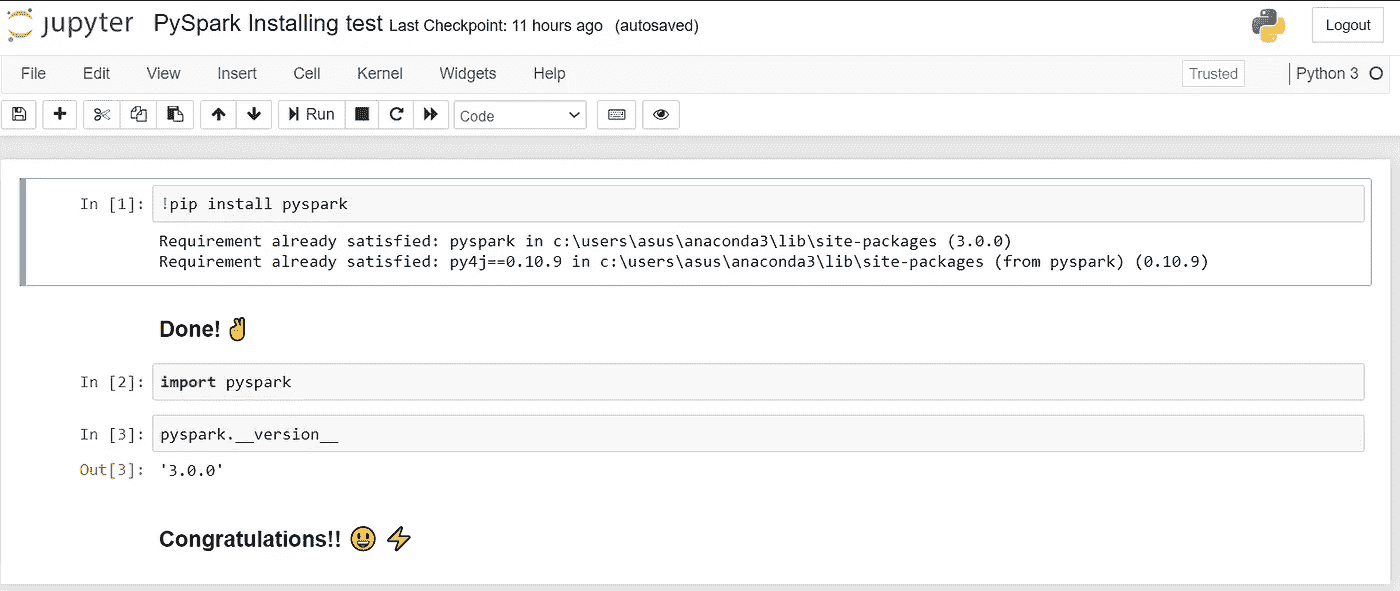 jupyter PySpark Installing test Last Checkpoint: 11 hours ago (autosaved) Logout
File Edit View Insert Cell Kernel Widgets Help Trusted Python 3
Run Code
In [1]: !pip install pyspark
Requirement already satisfied: pyspark in c:\users\asus\anaconda3\lib\site-packages (3.0.0)
Requirement already satisfied: py4j==0.10.9 in c:\users\asus\anaconda3\lib\site-packages (from pyspark) (0.10.9)
Done! ✌
In [2]: import pyspark
In [3]: pyspark.__version__
Out[3]: '3.0.0'
Congratulations!! 😃 ⚡